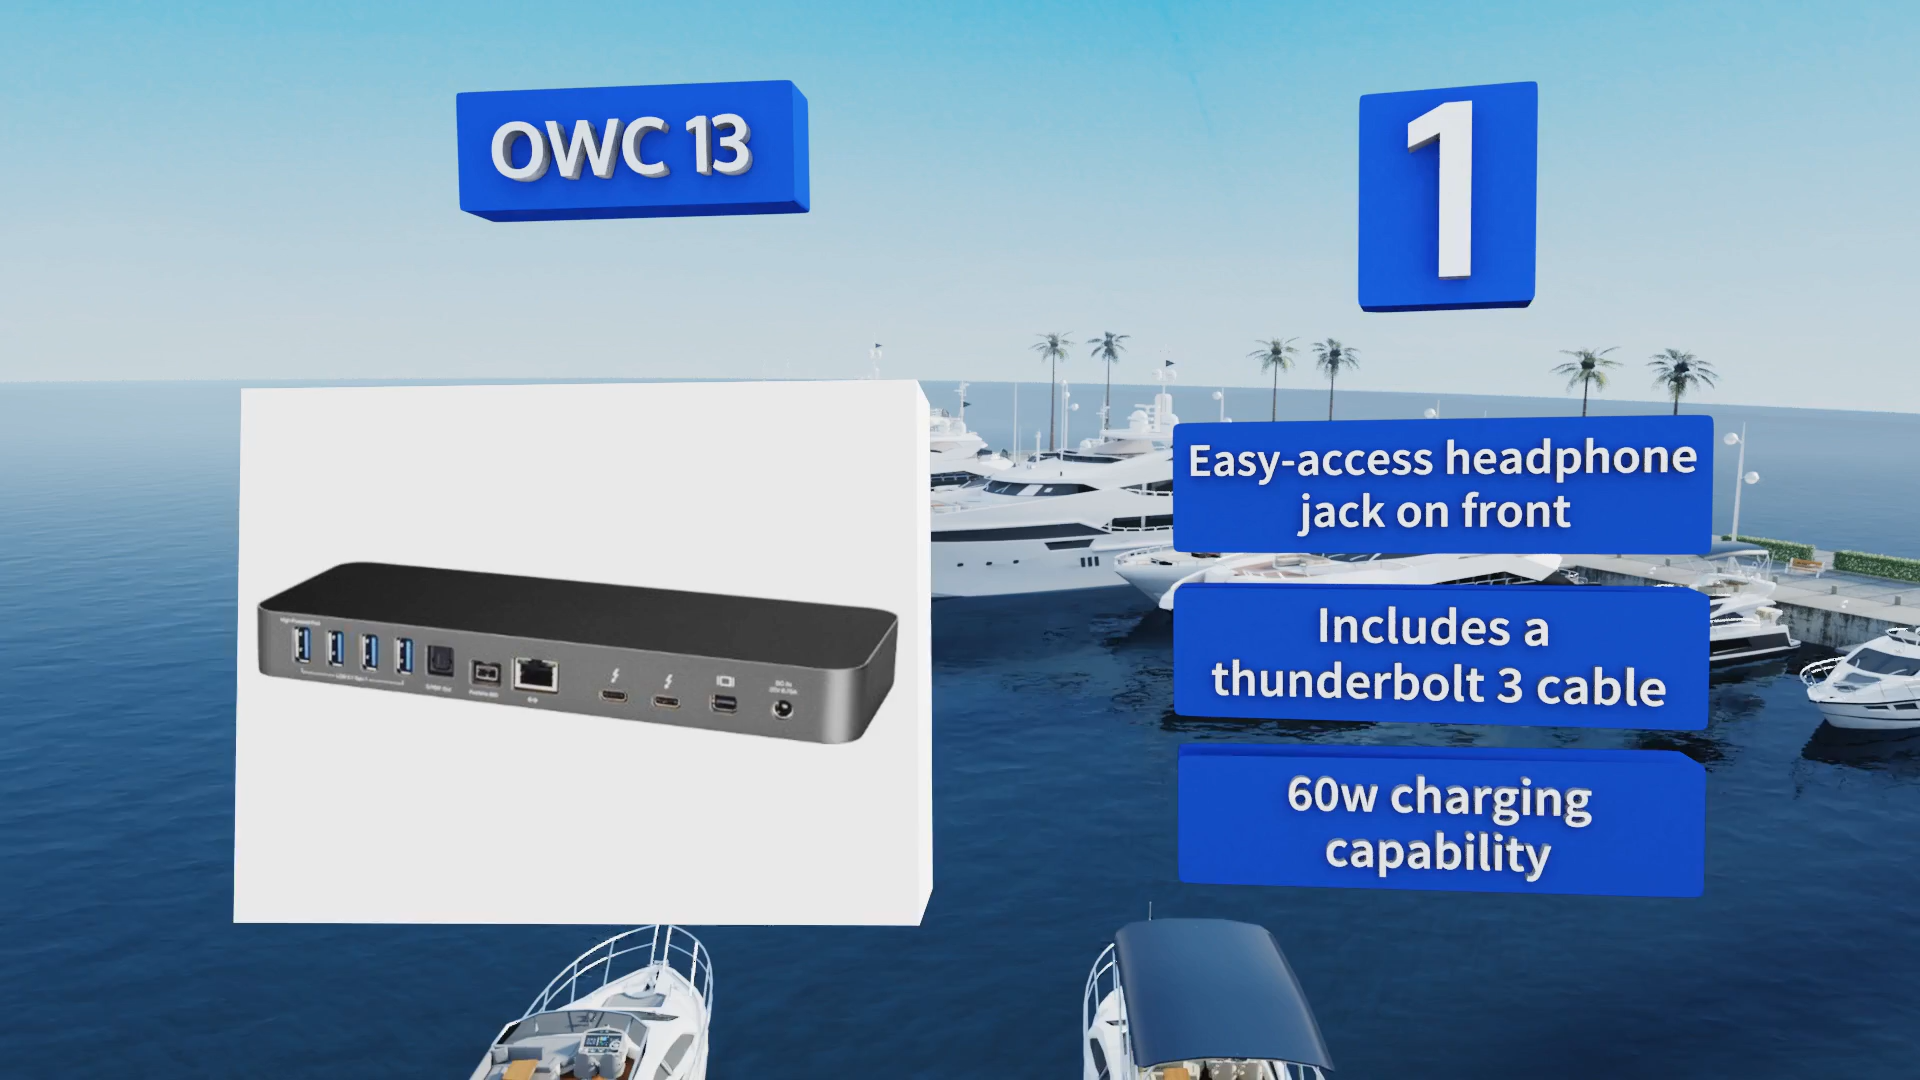 OWC 13
1
Easy-access headphone
jack on front
Includes a
thunderbolt 3 cable
60w charging
capability